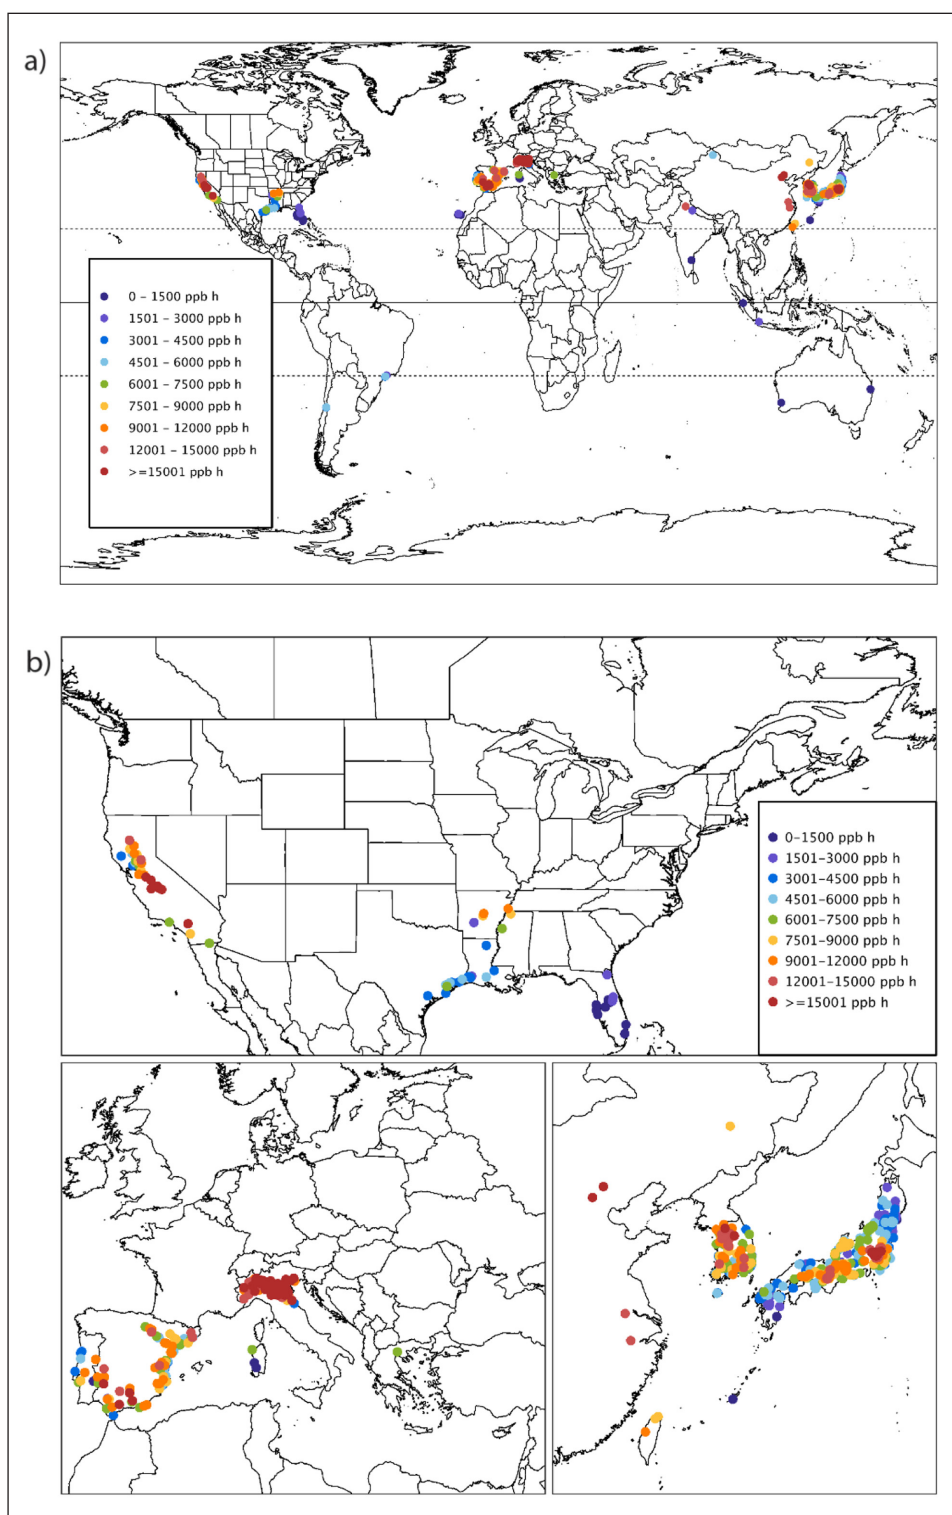 a)
0 – 1500 ppb h
1501 – 3000 ppb h
3001 – 4500 ppb h
4501 – 6000 ppb h
6001 – 7500 ppb h
7501 – 9000 ppb h
9001 – 12000 ppb h
12001 – 15000 ppb h
>=15001 ppb h
b)
0–1500 ppb h
1501–3000 ppb h
3001–4500 ppb h
4501–6000 ppb h
6001–7500 ppb h
7501–9000 ppb h
9001–12000 ppb h
12001–15000 ppb h
>=15001 ppb h